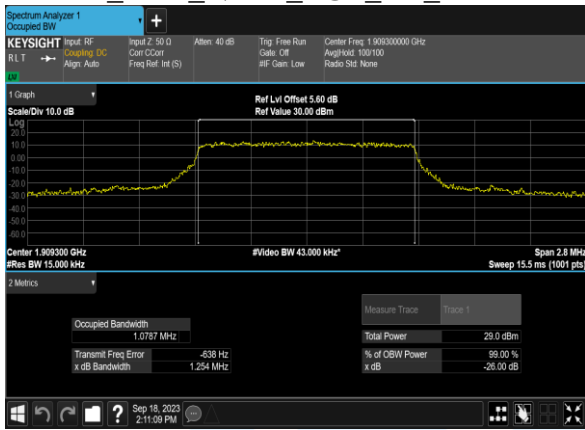 Spectrum Analyzer 1
Occupied BW
+
KEYSIGHT
RLT
LXI
Input: RF
Coupling: DC
Align: Auto
Input Z: 50 Ω
Corr CCorr
Freq Ref: Int (S)
Atten: 40 dB
Trig: Free Run
Gate: Off
#IF Gain: Low
Center Freq: 1.909300000 GHz
Avg|Hold: 100/100
Radio Std: None
1 Graph
Scale/Div 10.0 dB
Ref Lvl Offset 5.60 dB
Ref Value 30.00 dBm
Log
20.0
10.0
0.00
-10.0
-20.0
-30.0
-40.0
-50.0
-60.0
Center 1.909300 GHz
#Res BW 15.000 kHz
#Video BW 43.000 kHz*
Span 2.8 MHz
Sweep 15.5 ms (1001 pts)
2 Metrics
Measure Trace Trace 1
Occupied Bandwidth
1.0787 MHz
Total Power 29.0 dBm
Transmit Freq Error -638 Hz
% of OBW Power 99.00 %
x dB Bandwidth 1.254 MHz
x dB -26.00 dB
?
Sep 18, 2023
2:11:09 PM